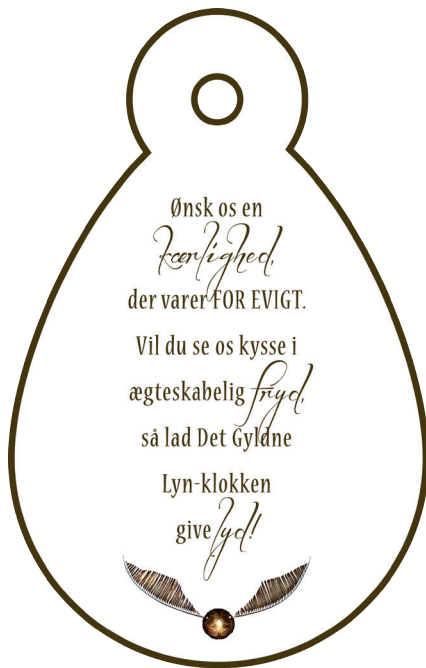 Ønsk os en
kærlighed,
der varer FOR EVIGT.
Vil du se os kysse i
ægteskabelig fryd,
så lad Det Gyldne
Lyn-klokken
give lyd!